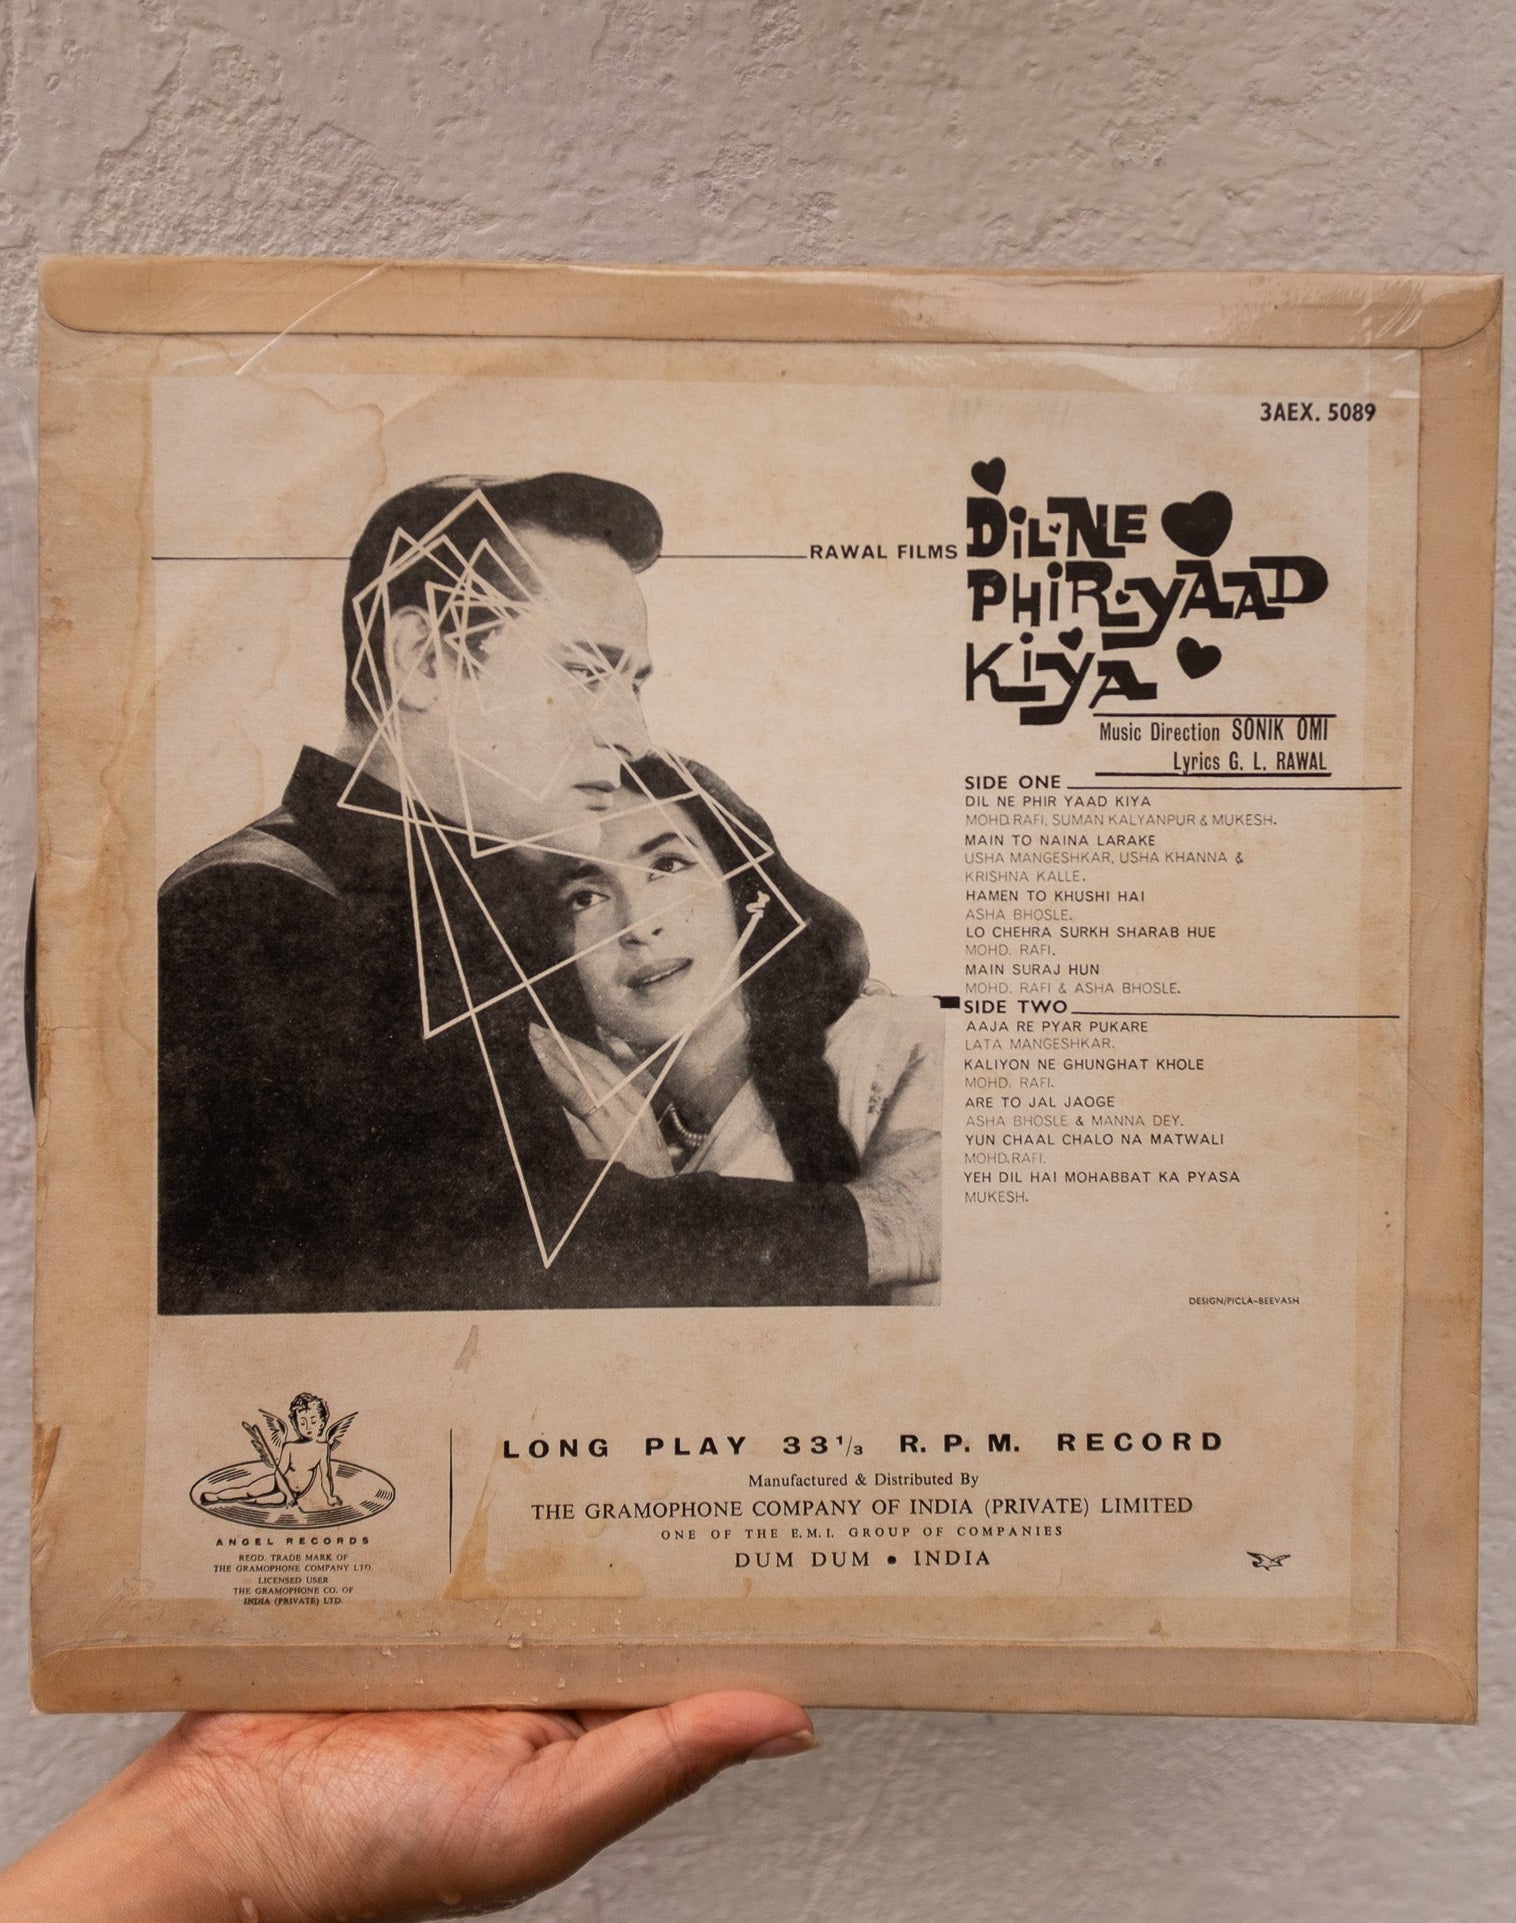 3AEX. 5089
RAWAL FILMS
DiL·NE
PHiR·YAAD
KiYA
Music Direction SONIK OMI
Lyrics G. L. RAWAL
SIDE ONE
DIL NE PHIR YAAD KIYA
MOHD.RAFI, SUMAN KALYANPUR & MUKESH.
MAIN TO NAINA LARAKE
USHA MANGESHKAR, USHA KHANNA &
KRISHNA KALLE.
HAMEN TO KHUSHI HAI
ASHA BHOSLE.
LO CHEHRA SURKH SHARAB HUE
MOHD. RAFI.
MAIN SURAJ HUN
MOHD. RAFI & ASHA BHOSLE.
SIDE TWO
AAJA RE PYAR PUKARE
LATA MANGESHKAR.
KALIYON NE GHUNGHAT KHOLE
MOHD. RAFI.
ARE TO JAL JAOGE
ASHA BHOSLE & MANNA DEY.
YUN CHAAL CHALO NA MATWALI
MOHD.RAFI.
YEH DIL HAI MOHABBAT KA PYASA
MUKESH.
DESIGN/PICLA-BEEVASH
ANGEL RECORDS
REGD. TRADE MARK OF
THE GRAMOPHONE COMPANY LTD.
LICENSED USER
THE GRAMOPHONE CO. OF
INDIA (PRIVATE) LTD.
LONG PLAY 33 1/3 R. P. M. RECORD
Manufactured & Distributed By
THE GRAMOPHONE COMPANY OF INDIA (PRIVATE) LIMITED
ONE OF THE E.M.I. GROUP OF COMPANIES
DUM DUM • INDIA